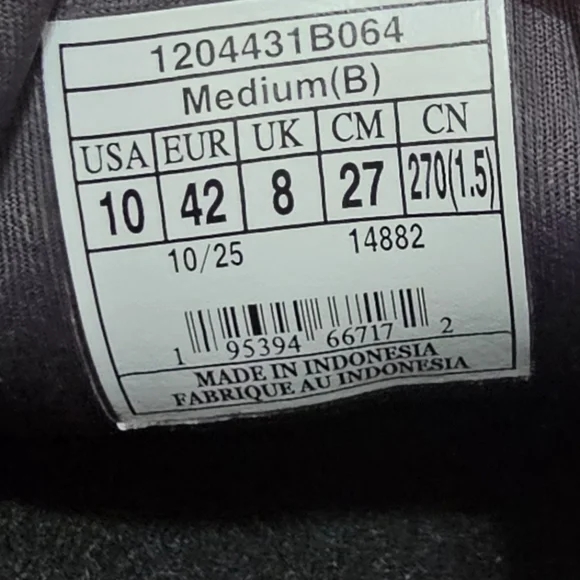 1204431B064
Medium(B)
USA EUR UK CM CN
10 42 8 27 270(1.5)
10/25 14882
1 95394 66717 2
MADE IN INDONESIA
FABRIQUE AU INDONESIA